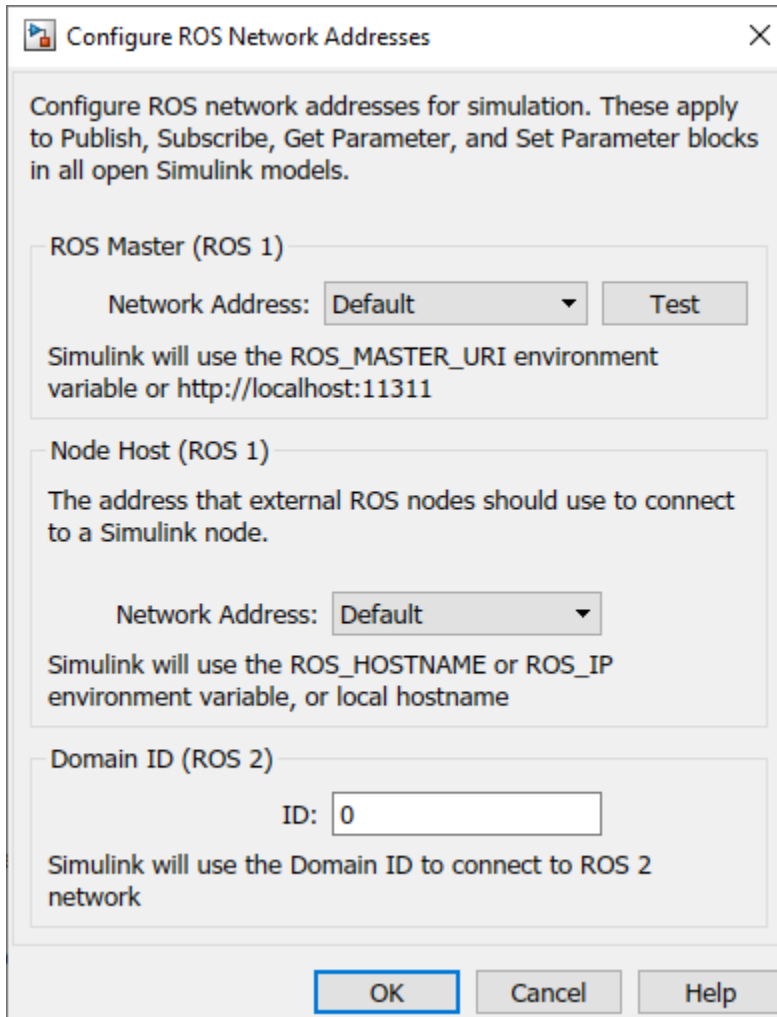 Configure ROS Network Addresses
Configure ROS network addresses for simulation. These apply
to Publish, Subscribe, Get Parameter, and Set Parameter blocks
in all open Simulink models.
ROS Master (ROS 1)
Network Address: Default Test
Simulink will use the ROS_MASTER_URI environment
variable or http://localhost:11311
Node Host (ROS 1)
The address that external ROS nodes should use to connect
to a Simulink node.
Network Address: Default
Simulink will use the ROS_HOSTNAME or ROS_IP
environment variable, or local hostname
Domain ID (ROS 2)
ID: 0
Simulink will use the Domain ID to connect to ROS 2
network
OK Cancel Help